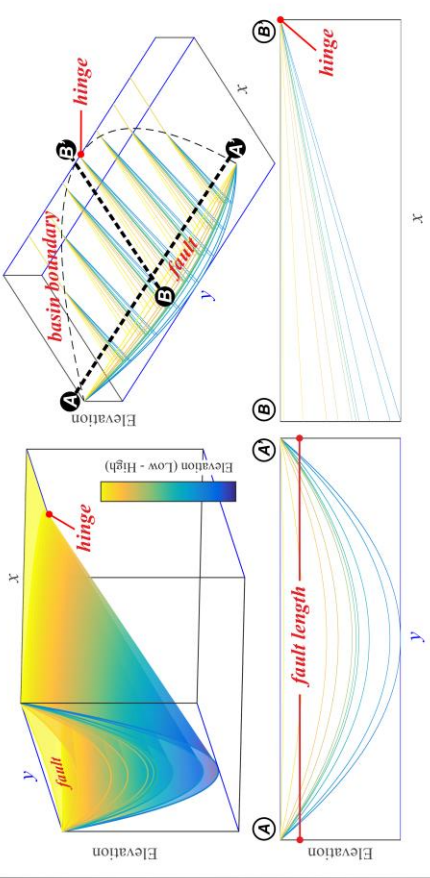 Elevation
y
fault
x
hinge
Elevation (Low - High)
Elevation
A
basin boundary
B'
hinge
x
B
fault
A'
y
A
A'
fault length
Elevation
y
B
B'
hinge
x